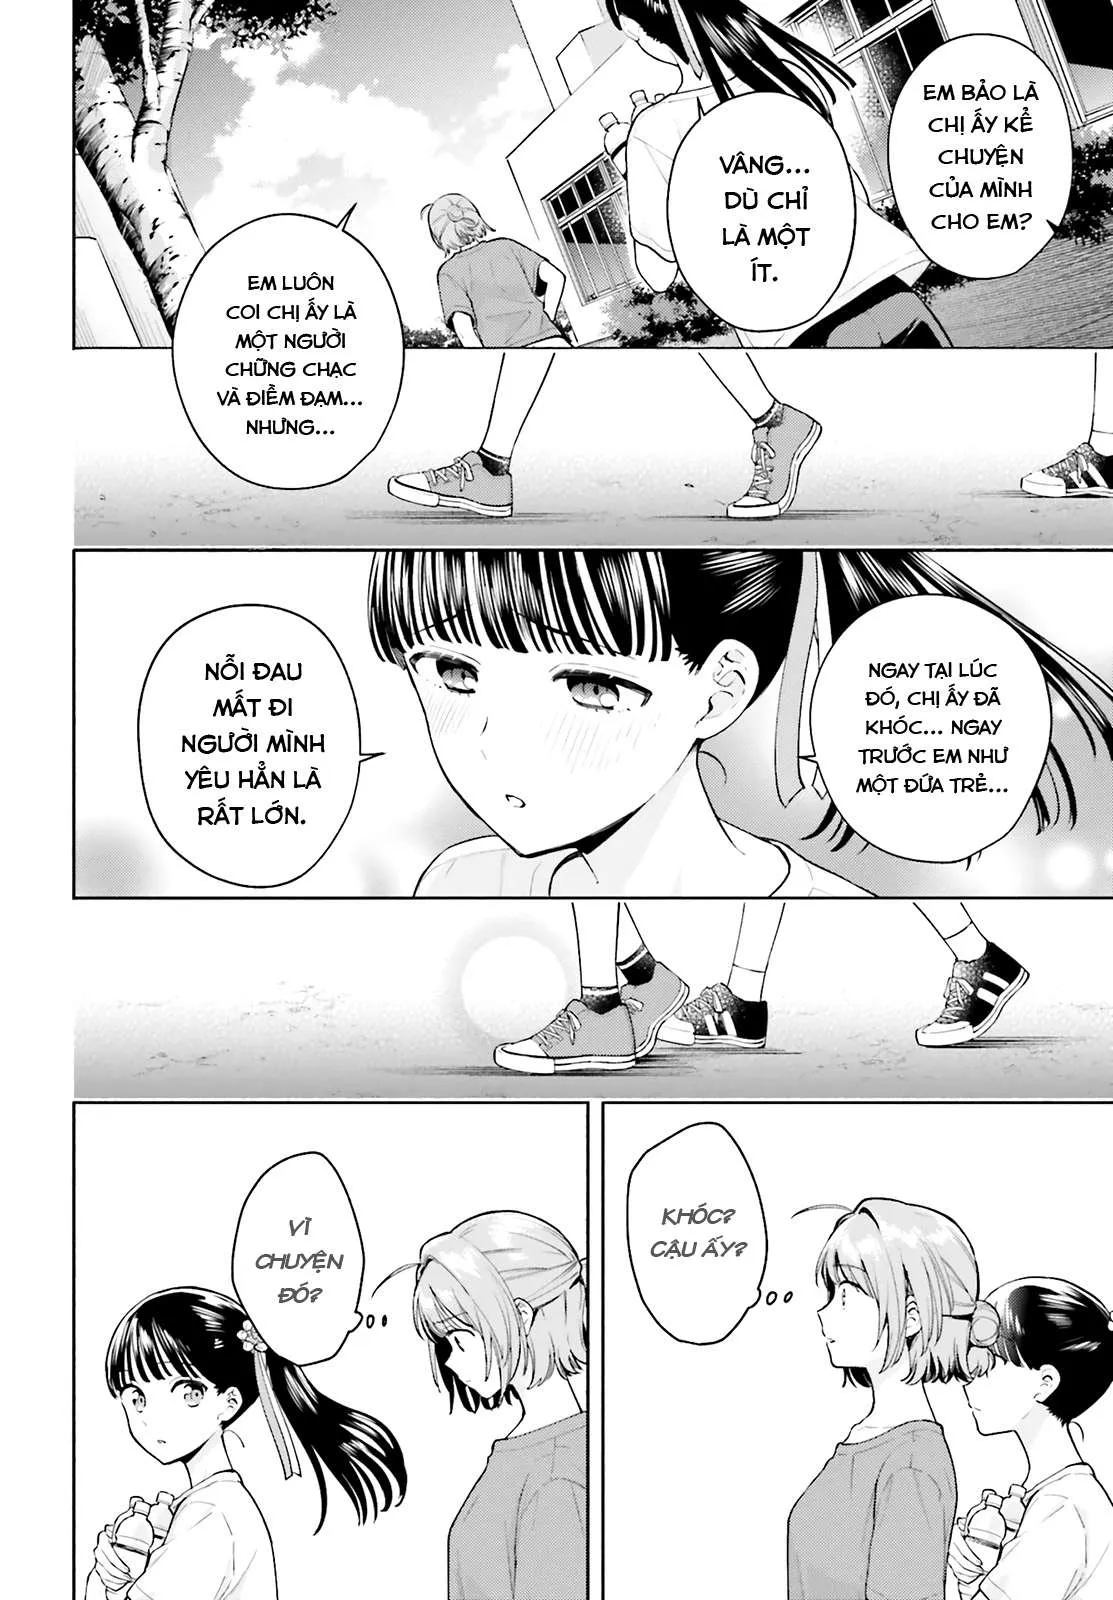 EM BẢO LÀ
CHỊ ẤY KỂ
CHUYỆN
CỦA MÌNH
CHO EM?
VÂNG...
DÙ CHỈ
LÀ MỘT
ÍT.
EM LUÔN
COI CHỊ ẤY LÀ
MỘT NGƯỜI
CHỮNG CHẠC
VÀ ĐIỀM ĐẠM...
NHƯNG...
NGAY TẠI LÚC
ĐÓ, CHỊ ẤY ĐÃ
KHÓC... NGAY
TRƯỚC EM NHƯ
MỘT ĐỨA TRẺ...
NỖI ĐAU
MẤT ĐI
NGƯỜI MÌNH
YÊU HẲN LÀ
RẤT LỚN.
KHÓC?
CẬU ẤY?
VÌ
CHUYỆN
ĐÓ?